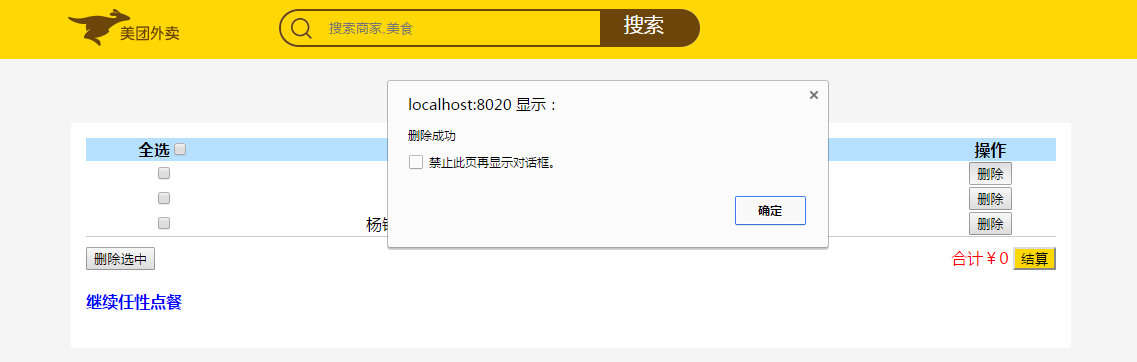 美团外卖
搜索商家,美食
搜索
localhost:8020 显示：
删除成功
禁止此页再显示对话框。
确定
全选
操作
删除
删除
杨
删除
删除选中
合计￥0 结算
继续任性点餐